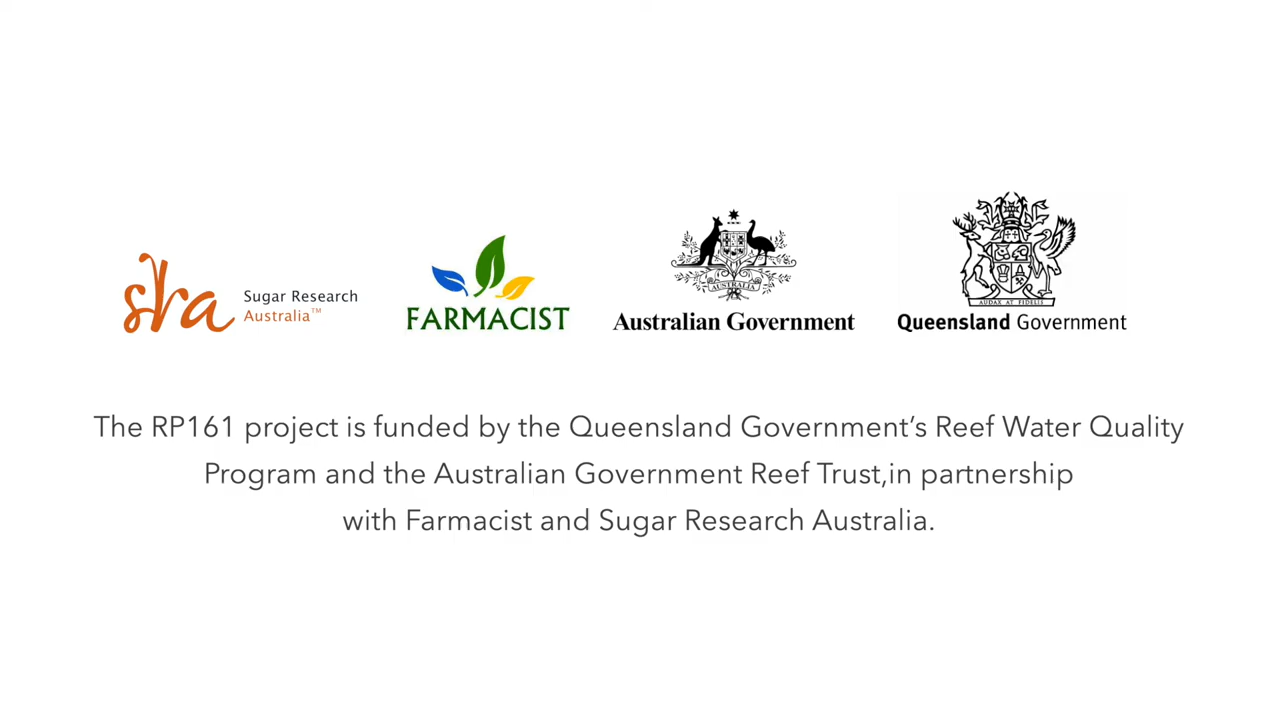 sra
Sugar Research
Australia™
FARMACIST
AUSTRALIA
Australian Government
AUDAX AT FIDELIS
Queensland Government
The RP161 project is funded by the Queensland Government’s Reef Water Quality
Program and the Australian Government Reef Trust,in partnership
with Farmacist and Sugar Research Australia.